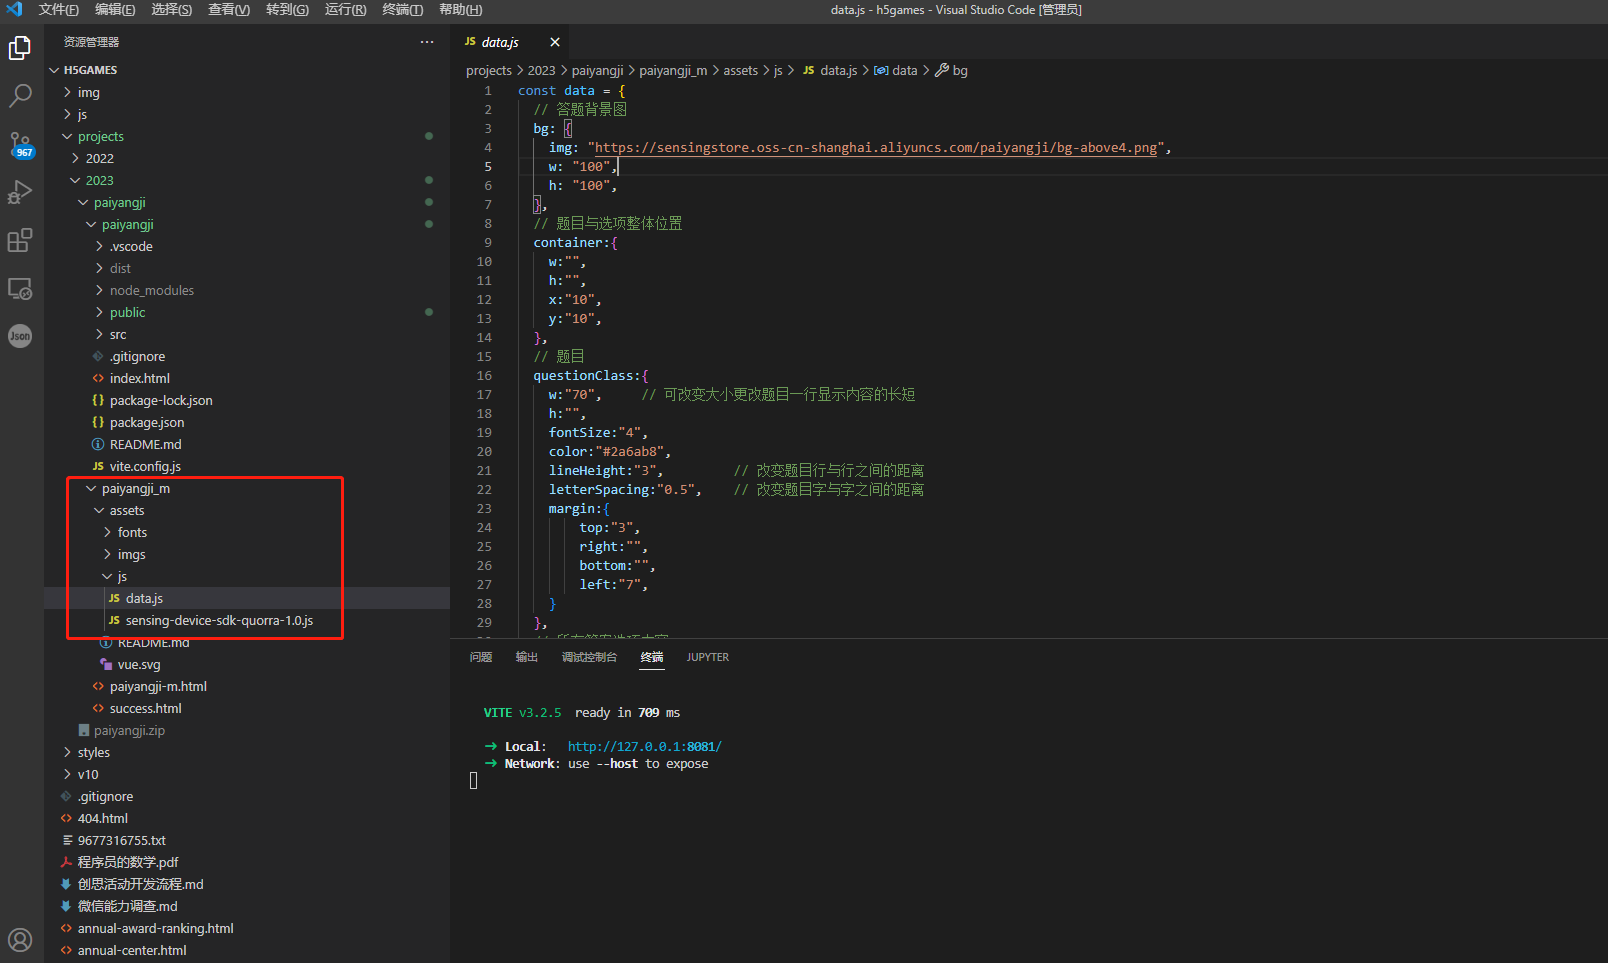 文件(F) 编辑(E) 选择(S) 查看(V) 转到(G) 运行(R) 终端(T) 帮助(H)
data.js - h5games - Visual Studio Code [管理员]
资源管理器
H5GAMES
img
js
projects
2022
2023
paiyangji
paiyangji
.vscode
dist
node_modules
public
src
.gitignore
index.html
package-lock.json
package.json
README.md
vite.config.js
paiyangji_m
assets
fonts
imgs
js
JS data.js
JS sensing-device-sdk-quorra-1.0.js
README.md
vue.svg
paiyangji-m.html
success.html
paiyangji.zip
styles
v10
.gitignore
404.html
9677316755.txt
程序员的数学.pdf
创思活动开发流程.md
微信能力调查.md
annual-award-ranking.html
annual-center.html
967
Json
JS data.js
projects > 2023 > paiyangji > paiyangji_m > assets > js > JS data.js > data > bg
1 const data = {
2 // 答题背景图
3 bg: {
4 img: "https://sensingstore.oss-cn-shanghai.aliyuncs.com/paiyangji/bg-above4.png",
5 w: "100",
6 h: "100",
7 },
8 // 题目与选项整体位置
9 container:{
10 w:"",
11 h:"",
12 x:"10",
13 y:"10",
14 },
15 // 题目
16 questionClass:{
17 w:"70", // 可改变大小更改题目一行显示内容的长短
18 h:"",
19 fontSize:"4",
20 color:"#2a6ab8",
21 lineHeight:"3", // 改变题目行与行之间的距离
22 letterSpacing:"0.5", // 改变题目字与字之间的距离
23 margin:{
24 top:"3",
25 right:"",
26 bottom:"",
27 left:"7",
28 }
29 },
问题 输出 调试控制台 终端 JUPYTER
VITE v3.2.5 ready in 709 ms
➜ Local: http://127.0.0.1:8081/
➜ Network: use --host to expose